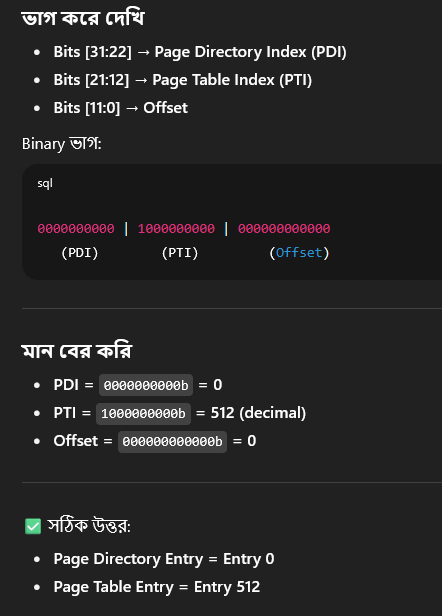 ভাগ করে দেখি
• Bits [31:22] → Page Directory Index (PDI)
• Bits [21:12] → Page Table Index (PTI)
• Bits [11:0] → Offset
Binary ভাগ:
sql
0000000000 | 1000000000 | 000000000000
(PDI) (PTI) (Offset)
মান বের করি
• PDI = 0000000000b = 0
• PTI = 1000000000b = 512 (decimal)
• Offset = 000000000000b = 0
✅ সঠিক উত্তর:
• Page Directory Entry = Entry 0
• Page Table Entry = Entry 512